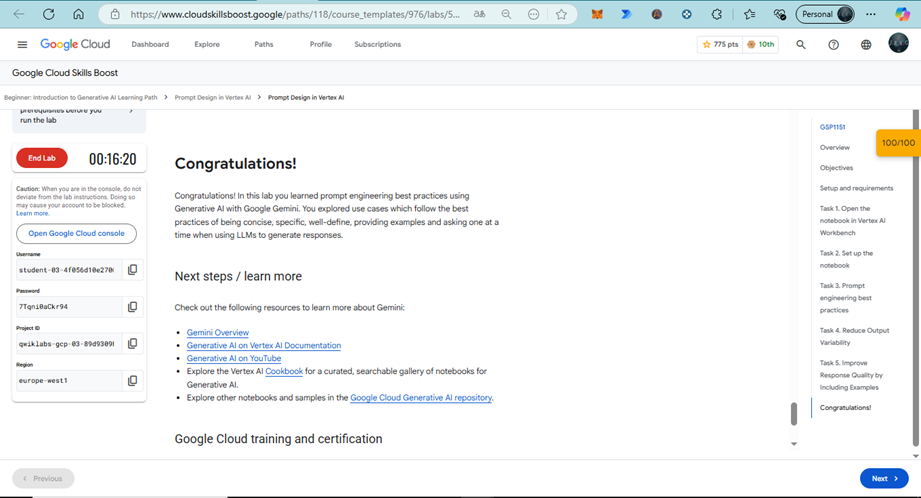 https://www.cloudskillsboost.google/paths/118/course_templates/976/labs/5...
Personal
Google Cloud
Dashboard
Explore
Paths
Profile
Subscriptions
775 pts
10th
Google Cloud Skills Boost
Beginner: Introduction to Generative AI Learning Path > Prompt Design in Vertex AI > Prompt Design in Vertex AI
prerequisites before you
run the lab
End Lab
00:16:20
Caution: When you are in the console, do not
deviate from the lab instructions. Doing so
may cause your account to be blocked.
Learn more.
Open Google Cloud console
Username
student-03-4f056d10e270
Password
7Tqni0aCkr94
Project ID
qwiklabs-gcp-03-89d9309
Region
europe-west1
Congratulations!
Congratulations! In this lab you learned prompt engineering best practices using
Generative AI with Google Gemini. You explored use cases which follow the best
practices of being concise, specific, well-define, providing examples and asking one at a
time when using LLMs to generate responses.
Next steps / learn more
Check out the following resources to learn more about Gemini:
Gemini Overview
Generative AI on Vertex AI Documentation
Generative AI on YouTube
Explore the Vertex AI Cookbook for a curated, searchable gallery of notebooks for
Generative AI.
Explore other notebooks and samples in the Google Cloud Generative AI repository.
Google Cloud training and certification
GSP1151
100/100
Overview
Objectives
Setup and requirements
Task 1. Open the
notebook in Vertex AI
Workbench
Task 2. Set up the
notebook
Task 3. Prompt
engineering best
practices
Task 4. Reduce Output
Variability
Task 5. Improve
Response Quality by
Including Examples
Congratulations!
Previous
Next